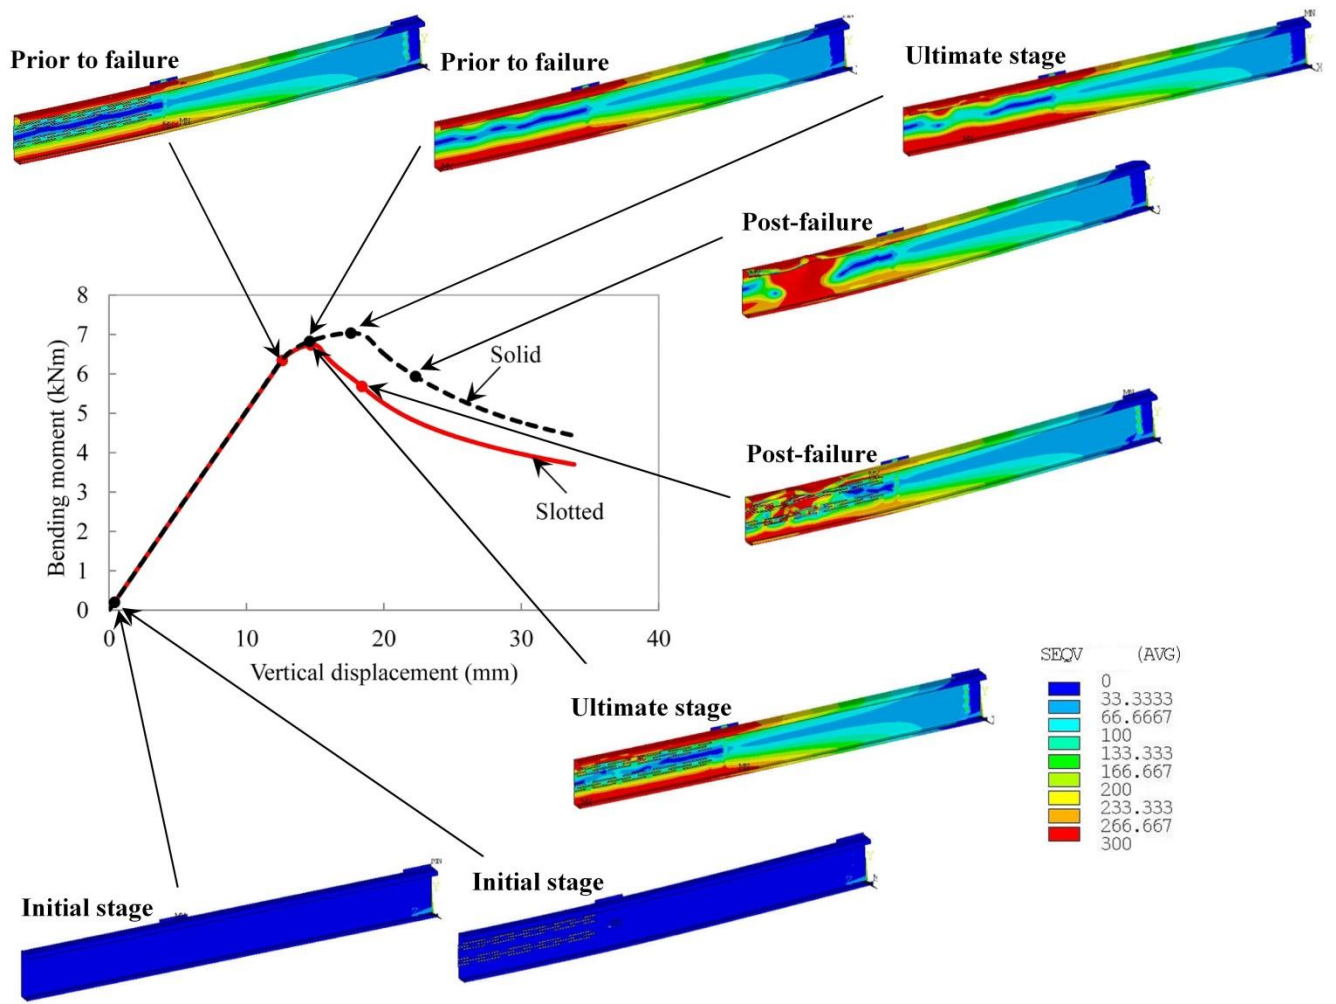 Prior to failure
Prior to failure
Ultimate stage
Post-failure
8
7
6
5
4
3
2
1
0
Bending moment (kNm)
Solid
Slotted
Post-failure
0
10
20
30
40
Vertical displacement (mm)
Ultimate stage
SEQV (AVG)
0
33.3333
66.6667
100
133.333
166.667
200
233.333
266.667
300
Initial stage
Initial stage
MN
MN
MN